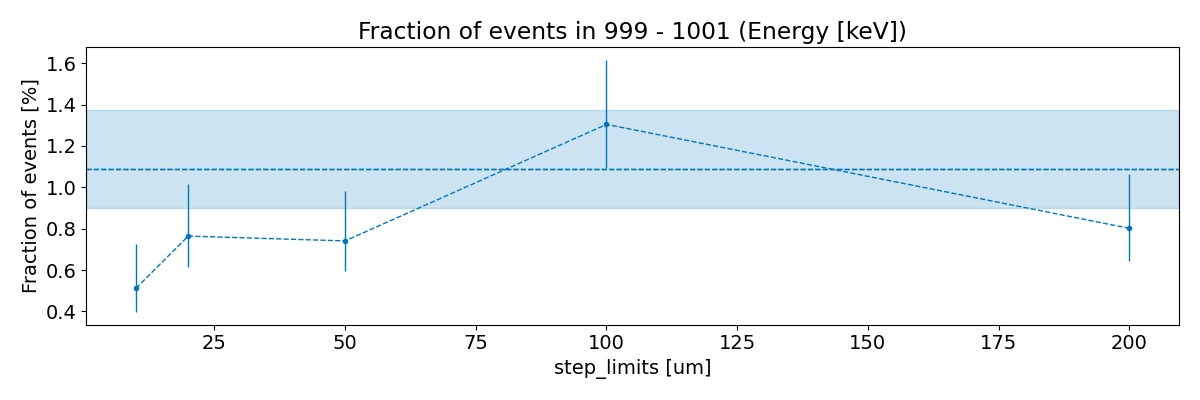 Fraction of events in 999 - 1001 (Energy [keV])
Fraction of events [%]
1.6
1.4
1.2
1.0
0.8
0.6
0.4
25 50 75 100 125 150 175 200
step_limits [um]